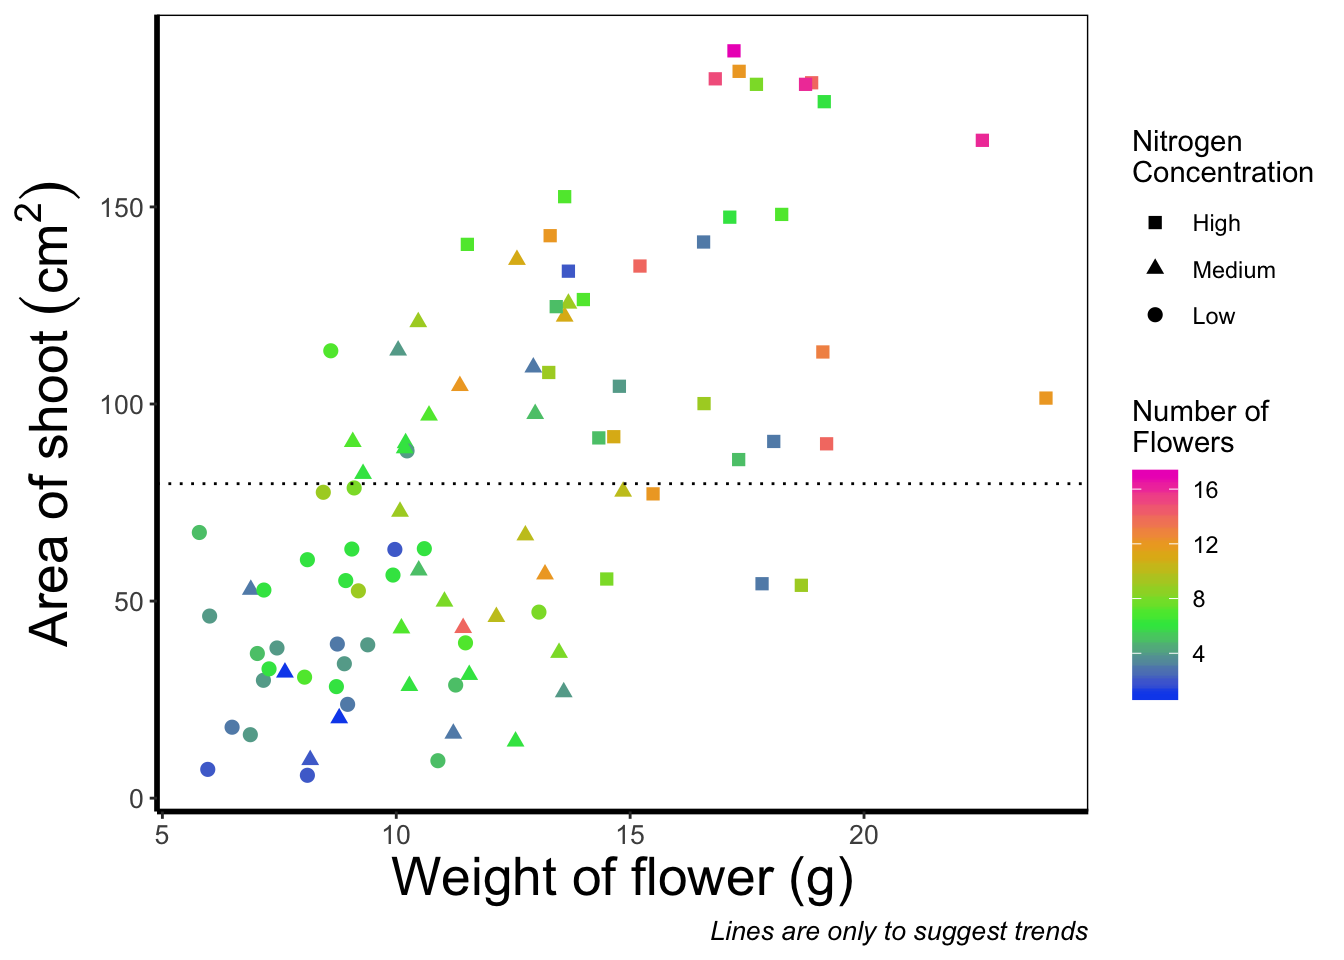 Area of shoot (cm²)
150
100
50
0
5 10 15 20
Weight of flower (g)
Lines are only to suggest trends
Nitrogen
Concentration
High
Medium
Low
Number of
Flowers
16
12
8
4